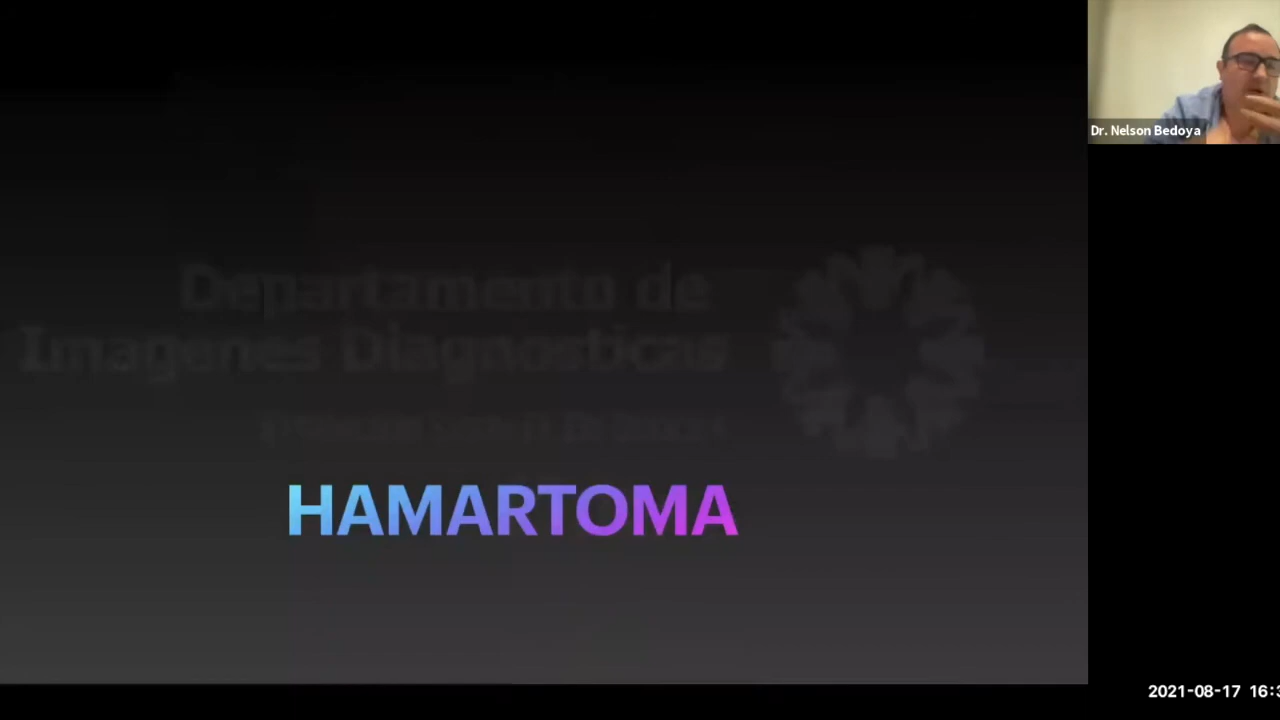 Departamento de
Imagenes Diagnosticas
HAMARTOMA
Dr. Nelson Bedoya
2021-08-17 16:3